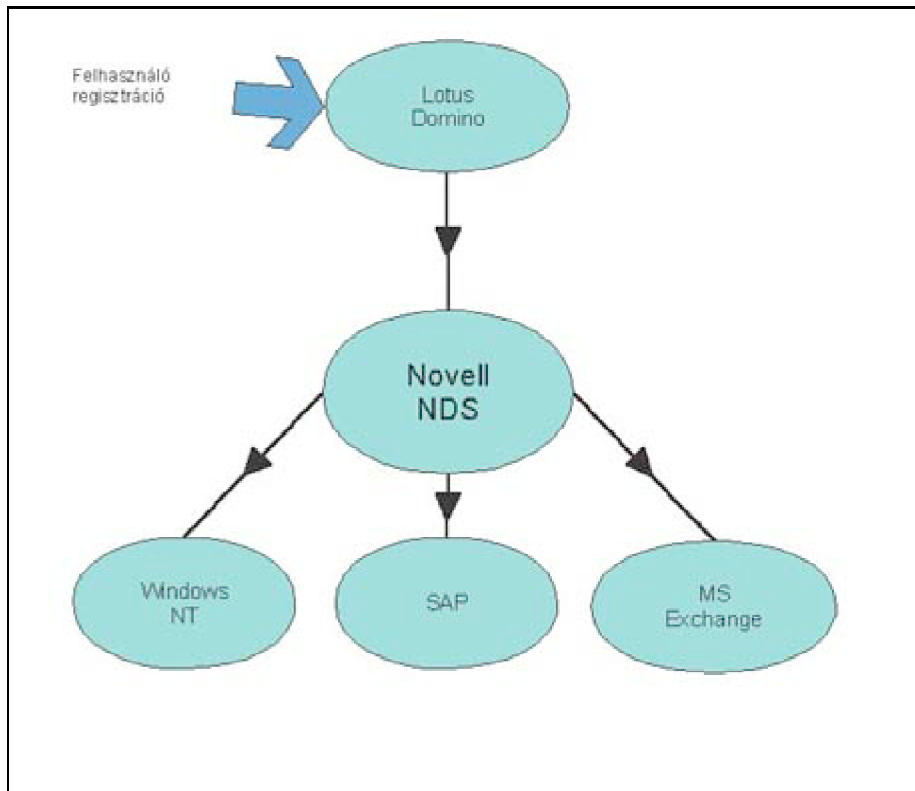 Felhasználó
regisztráció
Lotus
Domino
Novell
NDS
Windows
NT
SAP
MS
Exchange